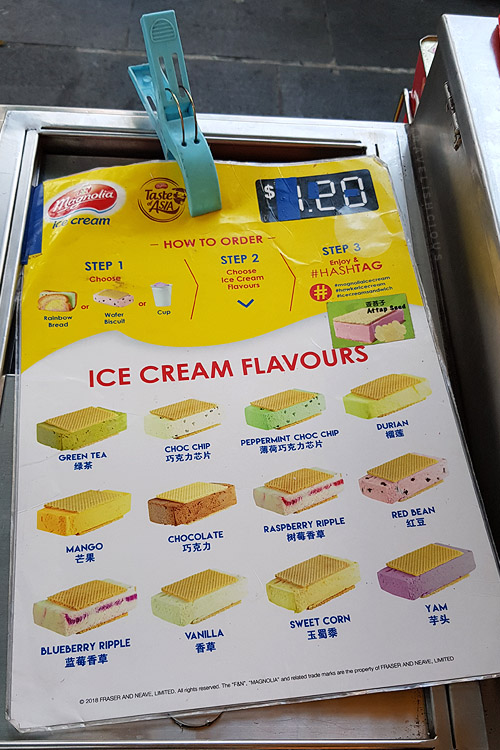 F&N
Magnolia
ice cream
Taste of
ASIA
$ 1.20
HOW TO ORDER
STEP 1
Choose
Rainbow
Bread
or
Wafer
Biscuit
or
Cup
STEP 2
Choose
Ice Cream
Flavours
STEP 3
Enjoy &
#HASHTAG
#
#magnoliaicecream
#hawkericecream
#icecreamsandwich
亚答子
Attap Seed
ICE CREAM FLAVOURS
GREEN TEA
绿茶
CHOC CHIP
巧克力芯片
PEPPERMINT CHOC CHIP
薄荷巧克力芯片
DURIAN
榴莲
MANGO
芒果
CHOCOLATE
巧克力
RASPBERRY RIPPLE
树莓香草
RED BEAN
红豆
BLUEBERRY RIPPLE
蓝莓香草
VANILLA
香草
SWEET CORN
玉蜀黍
YAM
芋头
© 2018 FRASER AND NEAVE, LIMITED. All rights reserved. The "F&N", "MAGNOLIA" and related trade marks are the property of FRASER AND NEAVE, LIMITED